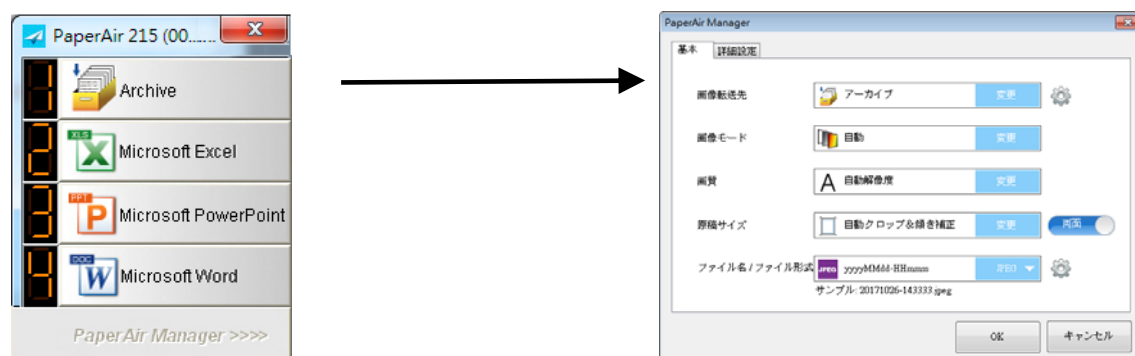 PaperAir 215 (00.......
1
Archive
2
XLS
Microsoft Excel
3
PPT
Microsoft PowerPoint
4
DOC
Microsoft Word
PaperAir Manager >>>>
PaperAir Manager
基本 詳細設定
画像転送先 アーカイブ 変更
画像モード 自動 変更
画質 A 自動解像度 変更
原稿サイズ 自動クロップ&傾き補正 変更 両面
ファイル名 / ファイル形式 JPEG yyyyMMdd-HHmmss JPEG
サンプル: 20171026-143333.jpeg
OK キャンセル